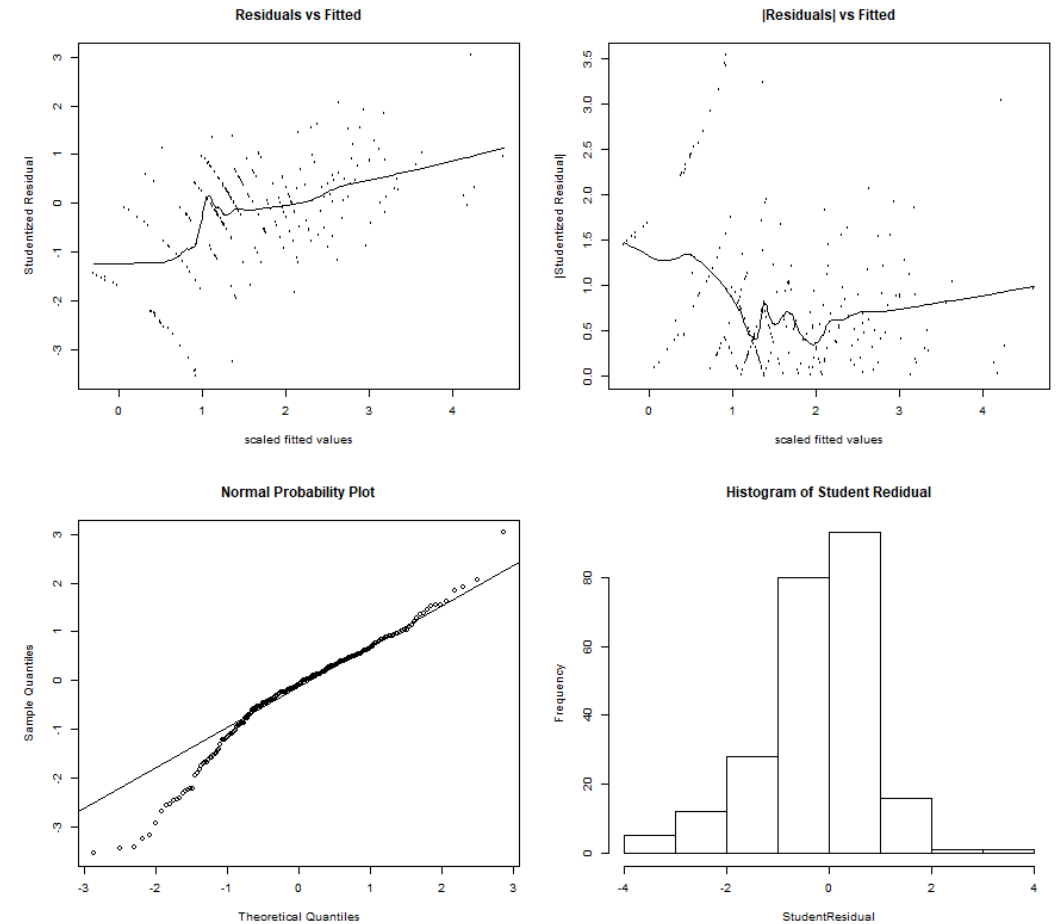 Residuals vs Fitted
Studentized Residual
3
2
1
0
-1
-2
-3
0 1 2 3 4
scaled fitted values
|Residuals| vs Fitted
|Studentized Residual|
3.5
3.0
2.5
2.0
1.5
1.0
0.5
0.0
0 1 2 3 4
scaled fitted values
Normal Probability Plot
Sample Quantiles
3
2
1
0
-1
-2
-3
-3 -2 -1 0 1 2 3
Theoretical Quantiles
Histogram of Student Redidual
Frequency
80
60
40
20
0
-4 -2 0 2 4
StudentResidual